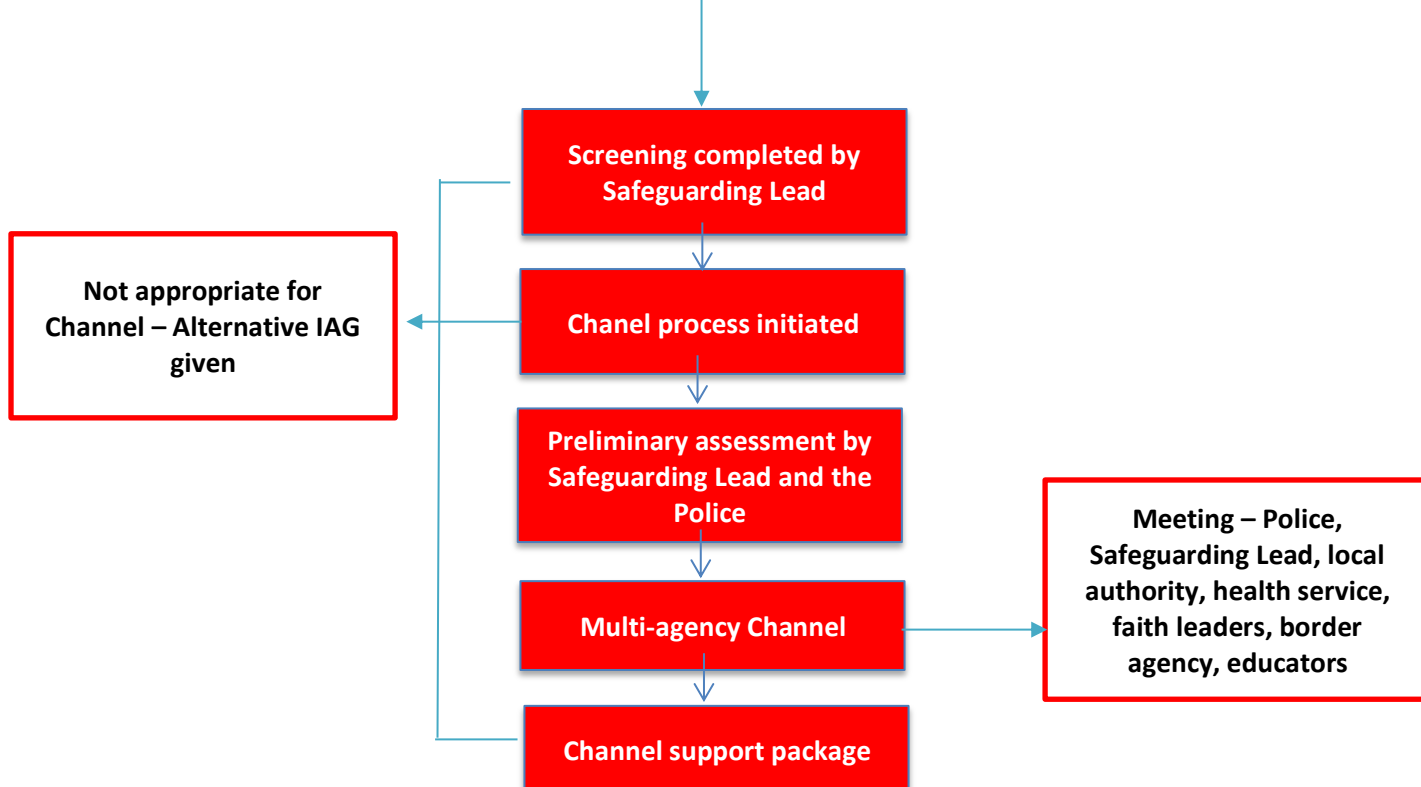 Screening completed by
Safeguarding Lead
Not appropriate for
Channel – Alternative IAG
given
Chanel process initiated
Preliminary assessment by
Safeguarding Lead and the
Police
Multi-agency Channel
Meeting – Police,
Safeguarding Lead, local
authority, health service,
faith leaders, border
agency, educators
Channel support package